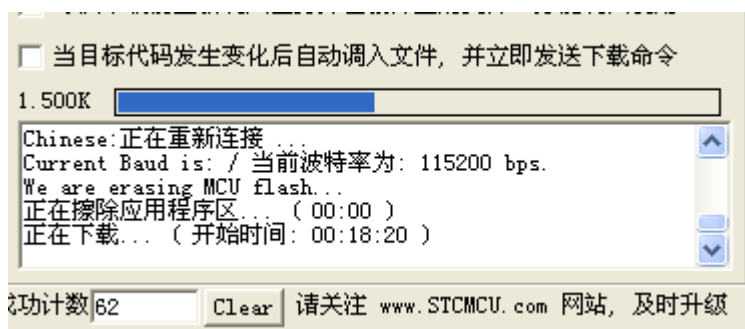 当目标代码发生变化后自动调入文件, 并立即发送下载命令
1.500K
Chinese:正在重新连接 ...
Current Baud is: / 当前波特率为: 115200 bps.
We are erasing MCU flash...
正在擦除应用程序区... ( 00:00 )
正在下载... ( 开始时间: 00:18:20 )
成功计数 62 Clear 请关注 www.STCMCU.com 网站, 及时升级